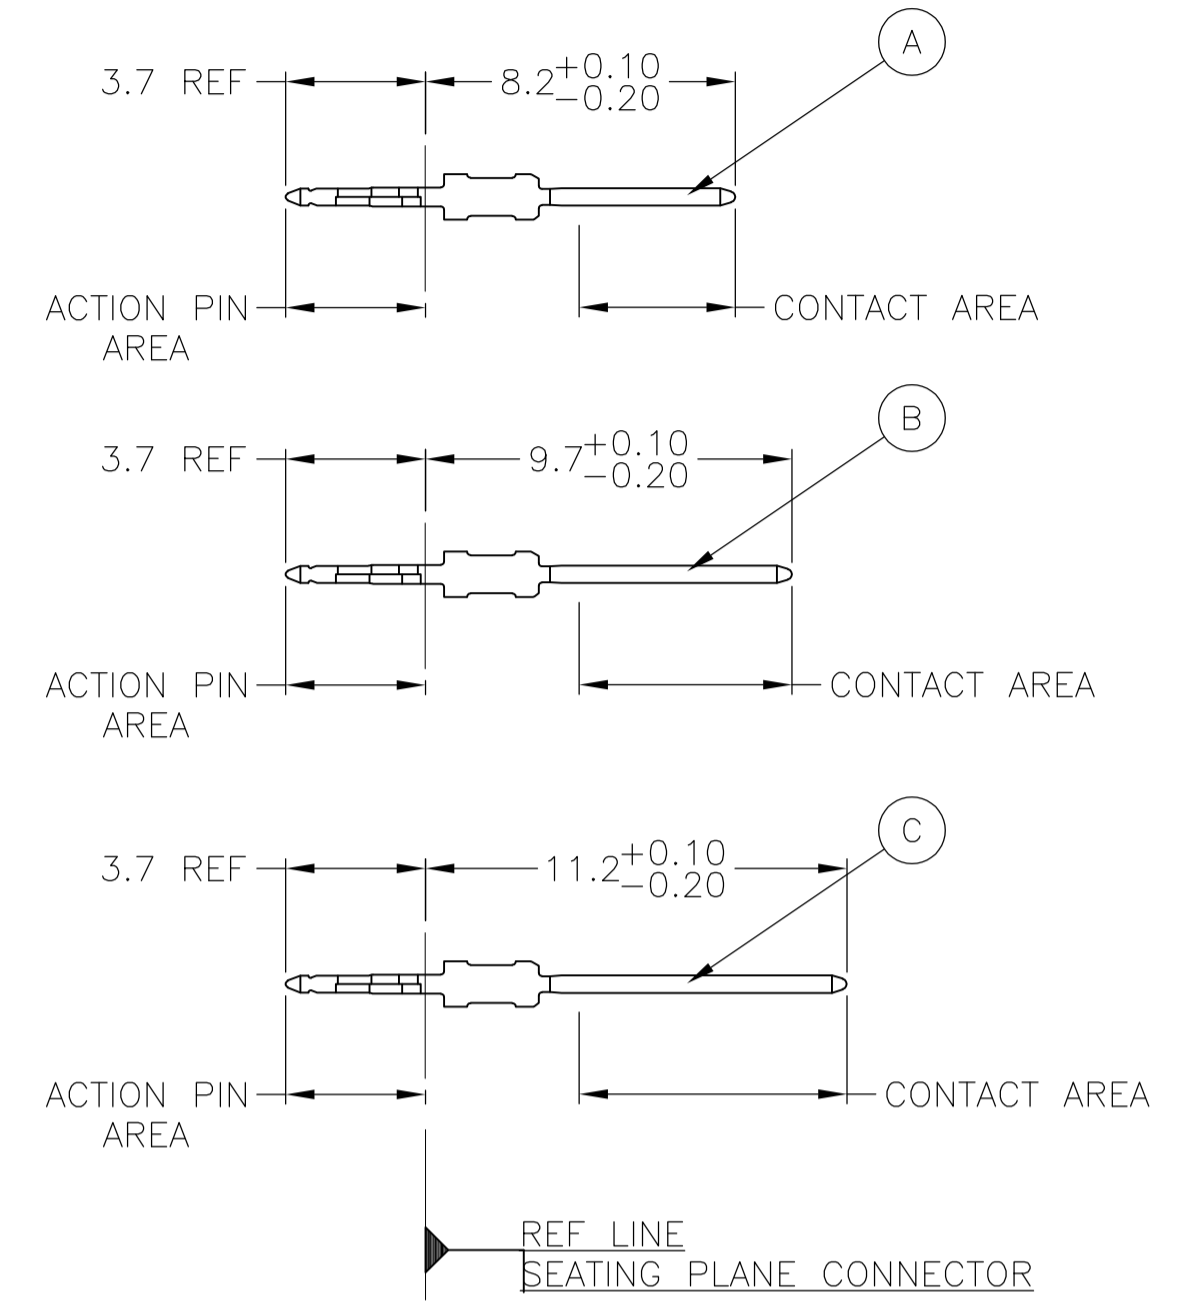 A
3.7 REF
8.2 +0.10
-0.20
ACTION PIN
AREA
CONTACT AREA
B
3.7 REF
9.7 +0.10
-0.20
ACTION PIN
AREA
CONTACT AREA
C
3.7 REF
11.2 +0.10
-0.20
ACTION PIN
AREA
CONTACT AREA
REF LINE
SEATING PLANE CONNECTOR